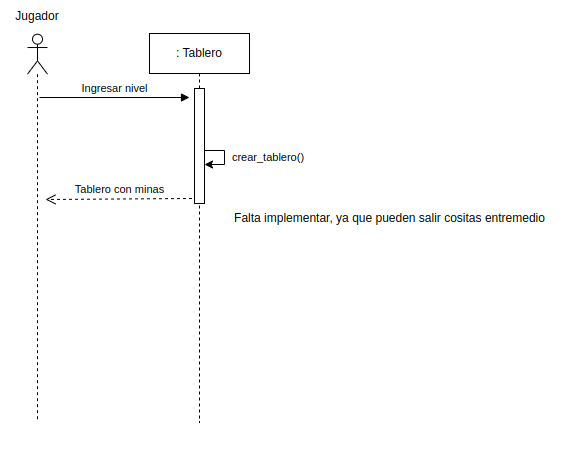 Jugador
: Tablero
Ingresar nivel
crear_tablero()
Tablero con minas
Falta implementar, ya que pueden salir cositas entremedio